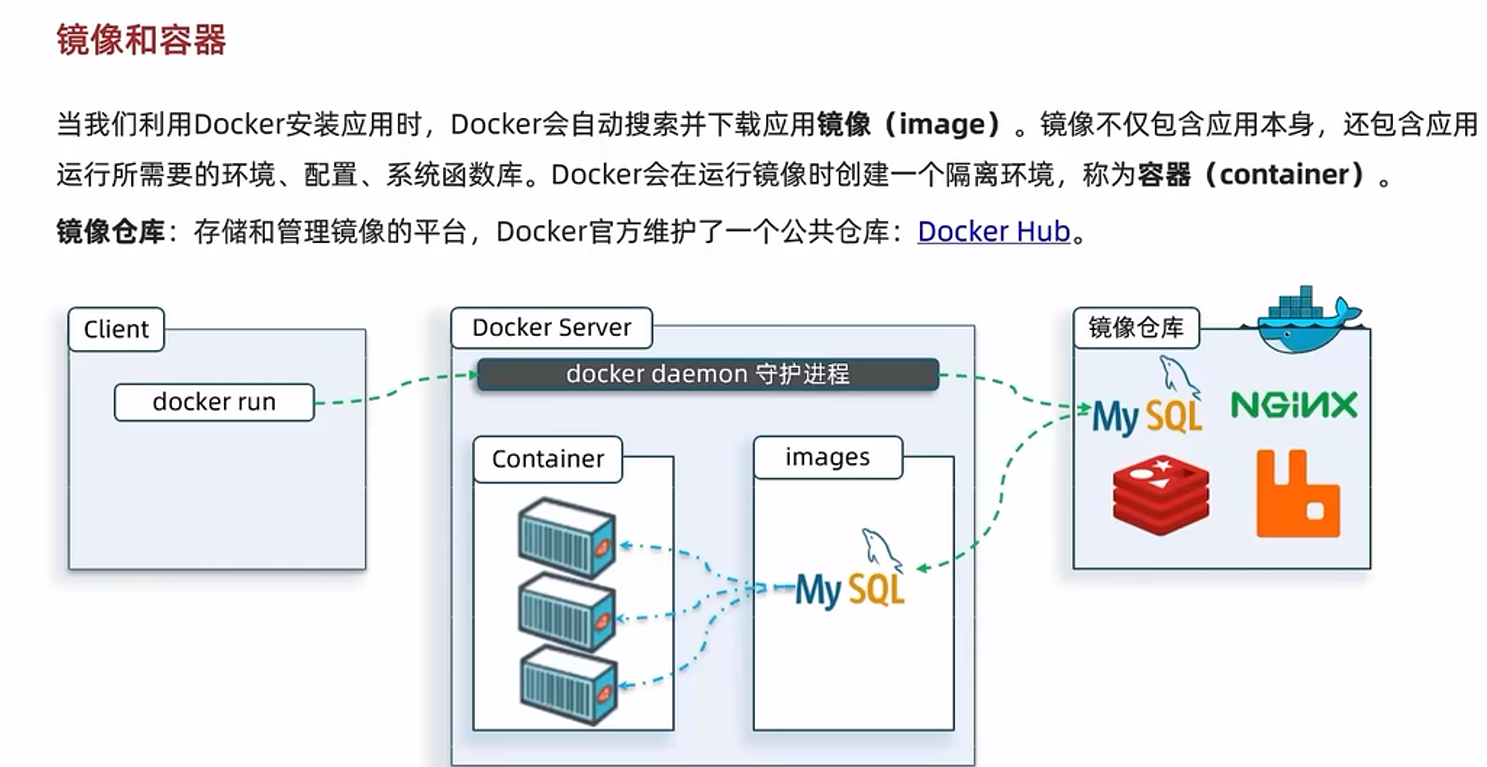 镜像和容器
当我们利用Docker安装应用时，Docker会自动搜索并下载应用镜像（image）。镜像不仅包含应用本身，还包含应用
运行所需要的环境、配置、系统函数库。Docker会在运行镜像时创建一个隔离环境，称为容器（container）。
镜像仓库：存储和管理镜像的平台，Docker官方维护了一个公共仓库：Docker Hub。
Client
docker run
Docker Server
docker daemon 守护进程
Container
images
MySQL
镜像仓库
MySQL
NGINX